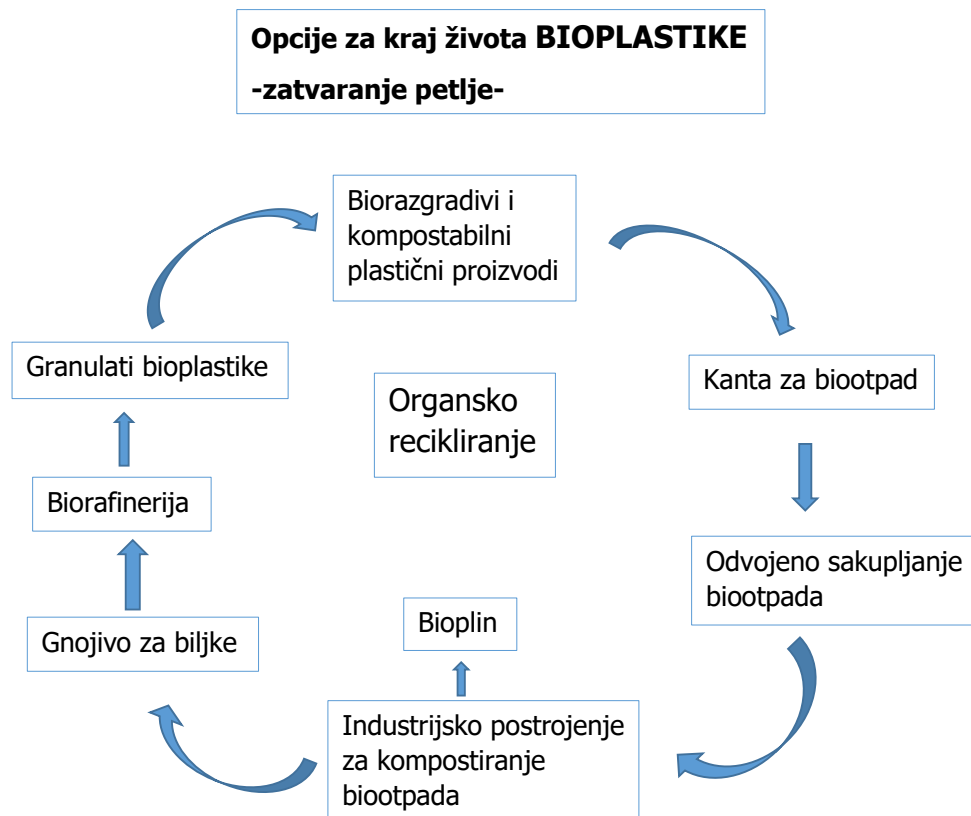 Opcije za kraj života BIOPLASTIKE
-zatvaranje petlje-
Biorazgradivi i
kompostabilni
plastični proizvodi
Kanta za biootpad
Odvojeno sakupljanje
biootpada
Industrijsko postrojenje
za kompostiranje
biootpada
Bioplin
Gnojivo za biljke
Biorafinerija
Granulati bioplastike
Organsko
recikliranje